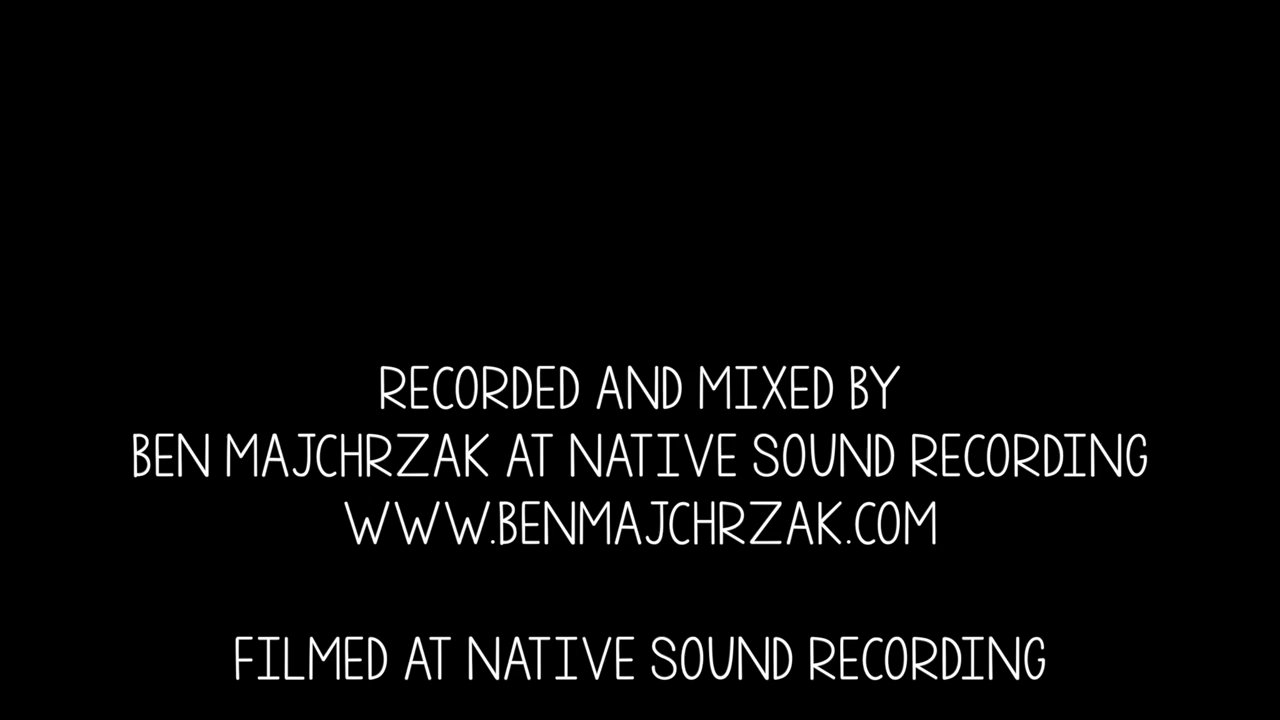 RECORDED AND MIXED BY
BEN MAJCHRZAK AT NATIVE SOUND RECORDING
WWW.BENMAJCHRZAK.COM
FILMED AT NATIVE SOUND RECORDING